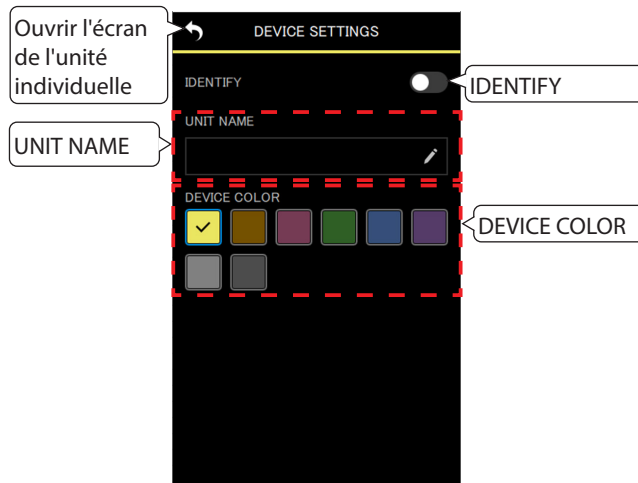 Ouvrir l'écran
de l'unité
individuelle
DEVICE SETTINGS
IDENTIFY
IDENTIFY
UNIT NAME
UNIT NAME
DEVICE COLOR
DEVICE COLOR